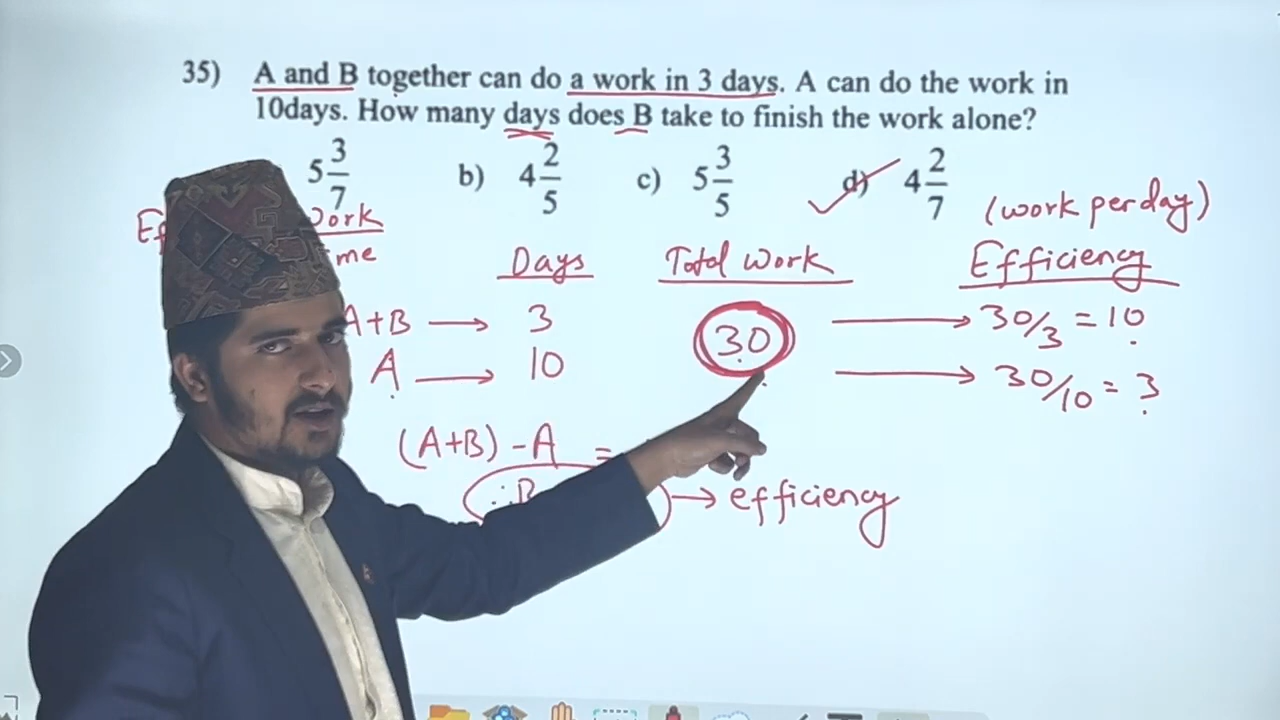 35) A and B together can do a work in 3 days. A can do the work in
10days. How many days does B take to finish the work alone?
5 3/7 b) 4 2/5 c) 5 3/5 d) 4 2/7
(work per day)
Days Total Work Efficiency
A+B → 3 30 → 30/3 = 10
A → 10 → 30/10 = 3
(A+B) - A =
∴ B → efficiency